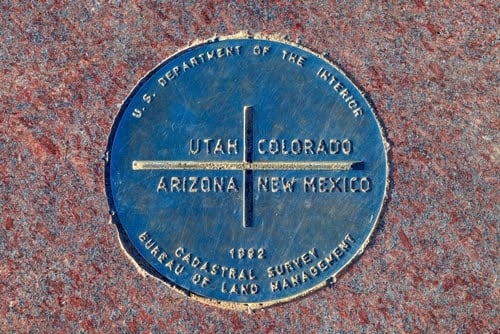 U.S. DEPARTMENT OF THE INTERIOR
UTAH COLORADO
ARIZONA NEW MEXICO
1992
CADASTRAL SURVEY
BUREAU OF LAND MANAGEMENT